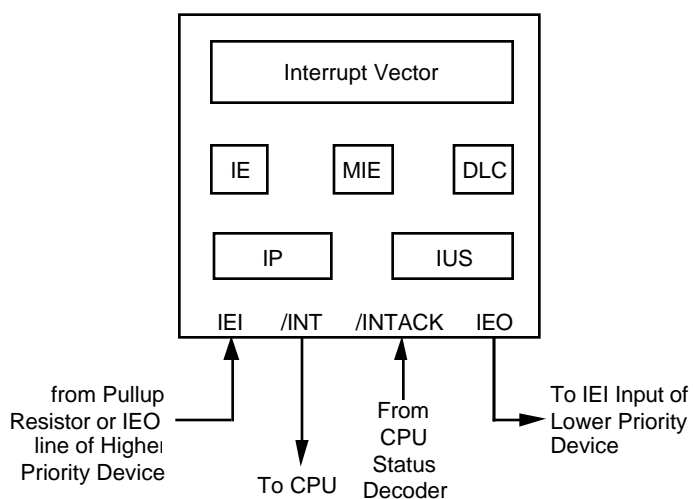 Interrupt Vector
IE
MIE
DLC
IP
IUS
IEI
/INT
/INTACK
IEO
from Pullup
Resistor or IEO
line of Higher
Priority Device
To CPU
From
CPU
Status
Decoder
To IEI Input of
Lower Priority
Device